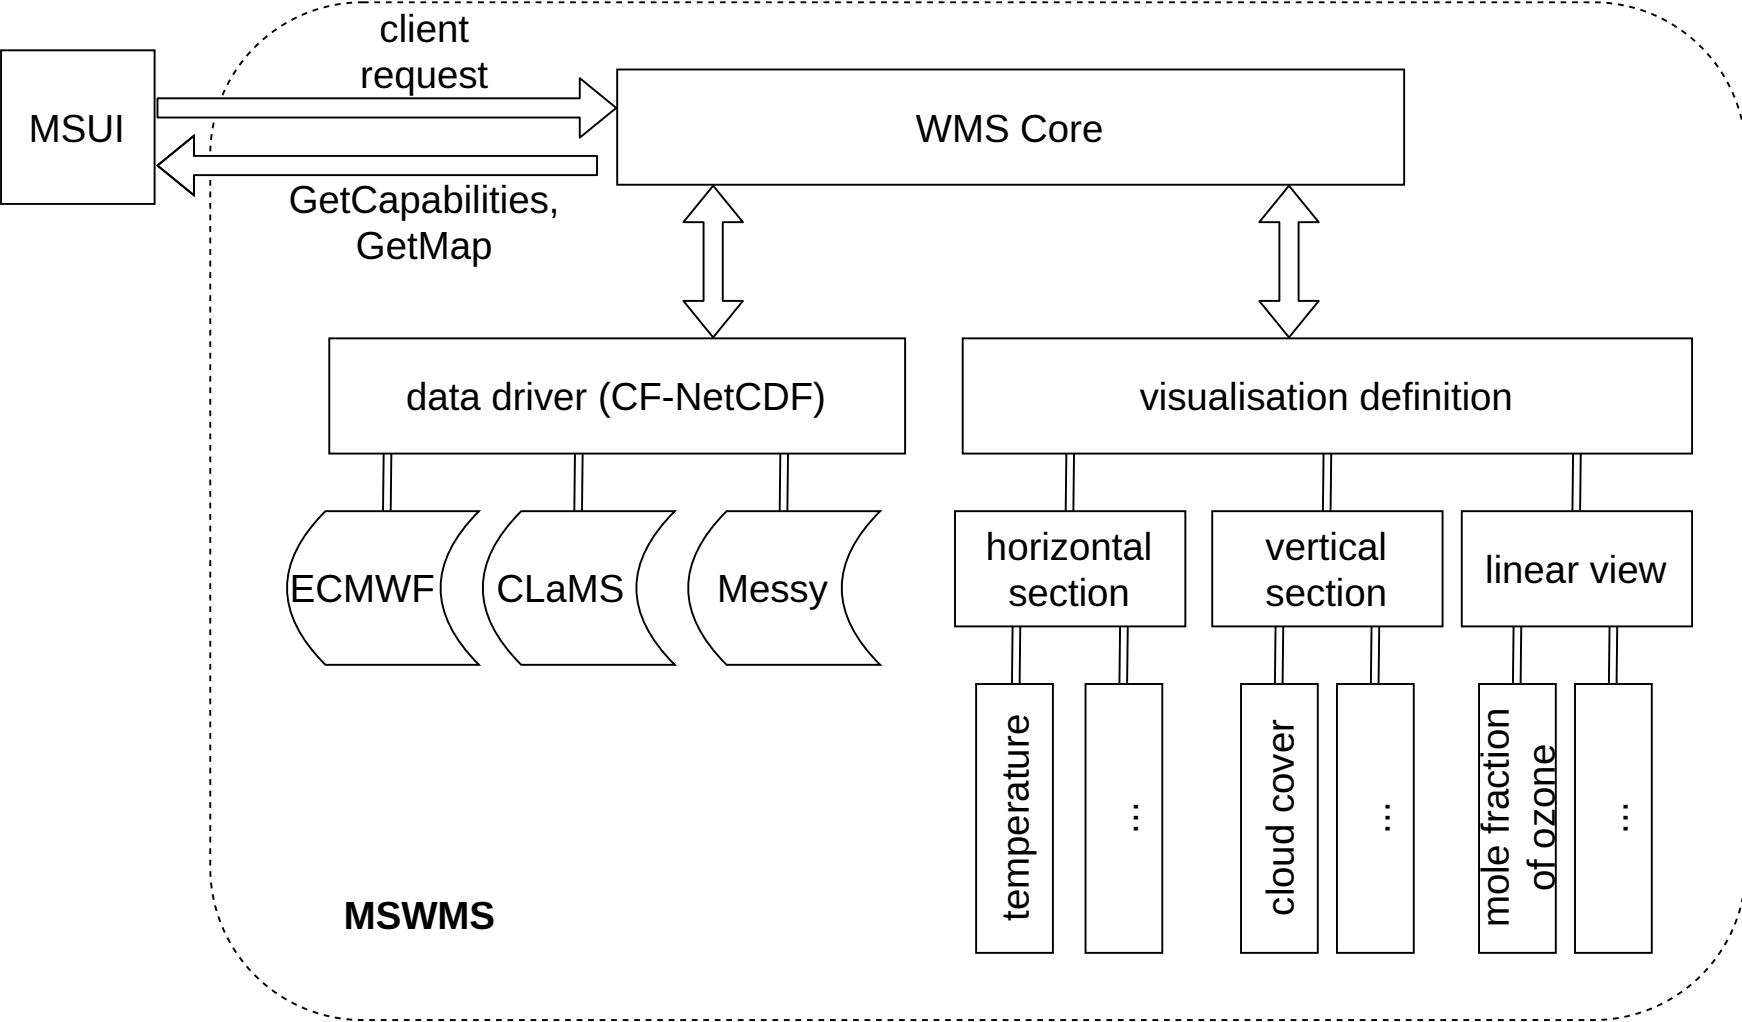 client
request
MSUI
WMS Core
GetCapabilities,
GetMap
data driver (CF-NetCDF)
visualisation definition
ECMWF
CLaMS
Messy
horizontal
section
vertical
section
linear view
temperature
...
cloud cover
...
mole fraction
of ozone
...
MSWMS